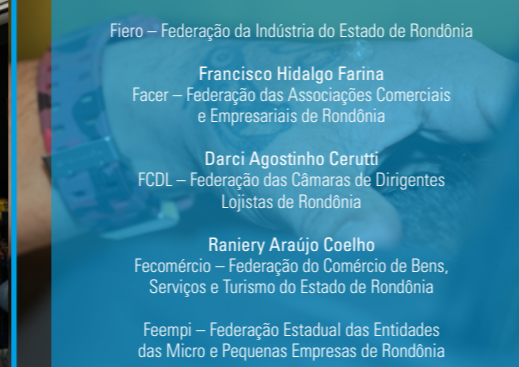 Fiero – Federação da Indústria do Estado de Rondônia
Francisco Hidalgo Farina
Facer – Federação das Associações Comerciais
e Empresariais de Rondônia
Darci Agostinho Cerutti
FCDL – Federação das Câmaras de Dirigentes
Lojistas de Rondônia
Raniery Araújo Coelho
Fecomércio – Federação do Comércio de Bens,
Serviços e Turismo do Estado de Rondônia
Feempi – Federação Estadual das Entidades
das Micro e Pequenas Empresas de Rondônia